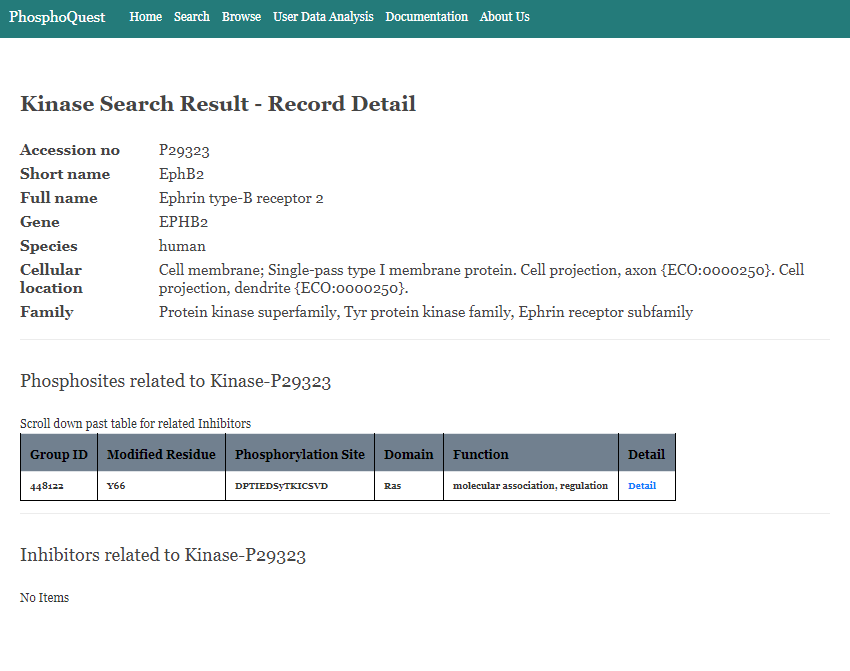 PhosphoQuest Home Search Browse User Data Analysis Documentation About Us
Kinase Search Result - Record Detail
Accession no P29323
Short name EphB2
Full name Ephrin type-B receptor 2
Gene EPHB2
Species human
Cellular location Cell membrane; Single-pass type I membrane protein. Cell projection, axon {ECO:0000250}. Cell
projection, dendrite {ECO:0000250}.
Family Protein kinase superfamily, Tyr protein kinase family, Ephrin receptor subfamily
Phosphosites related to Kinase-P29323
Scroll down past table for related Inhibitors
Group ID Modified Residue Phosphorylation Site Domain Function Detail
448122 Y66 DPTIEDSyTKICSVD Ras molecular association, regulation Detail
Inhibitors related to Kinase-P29323
No Items